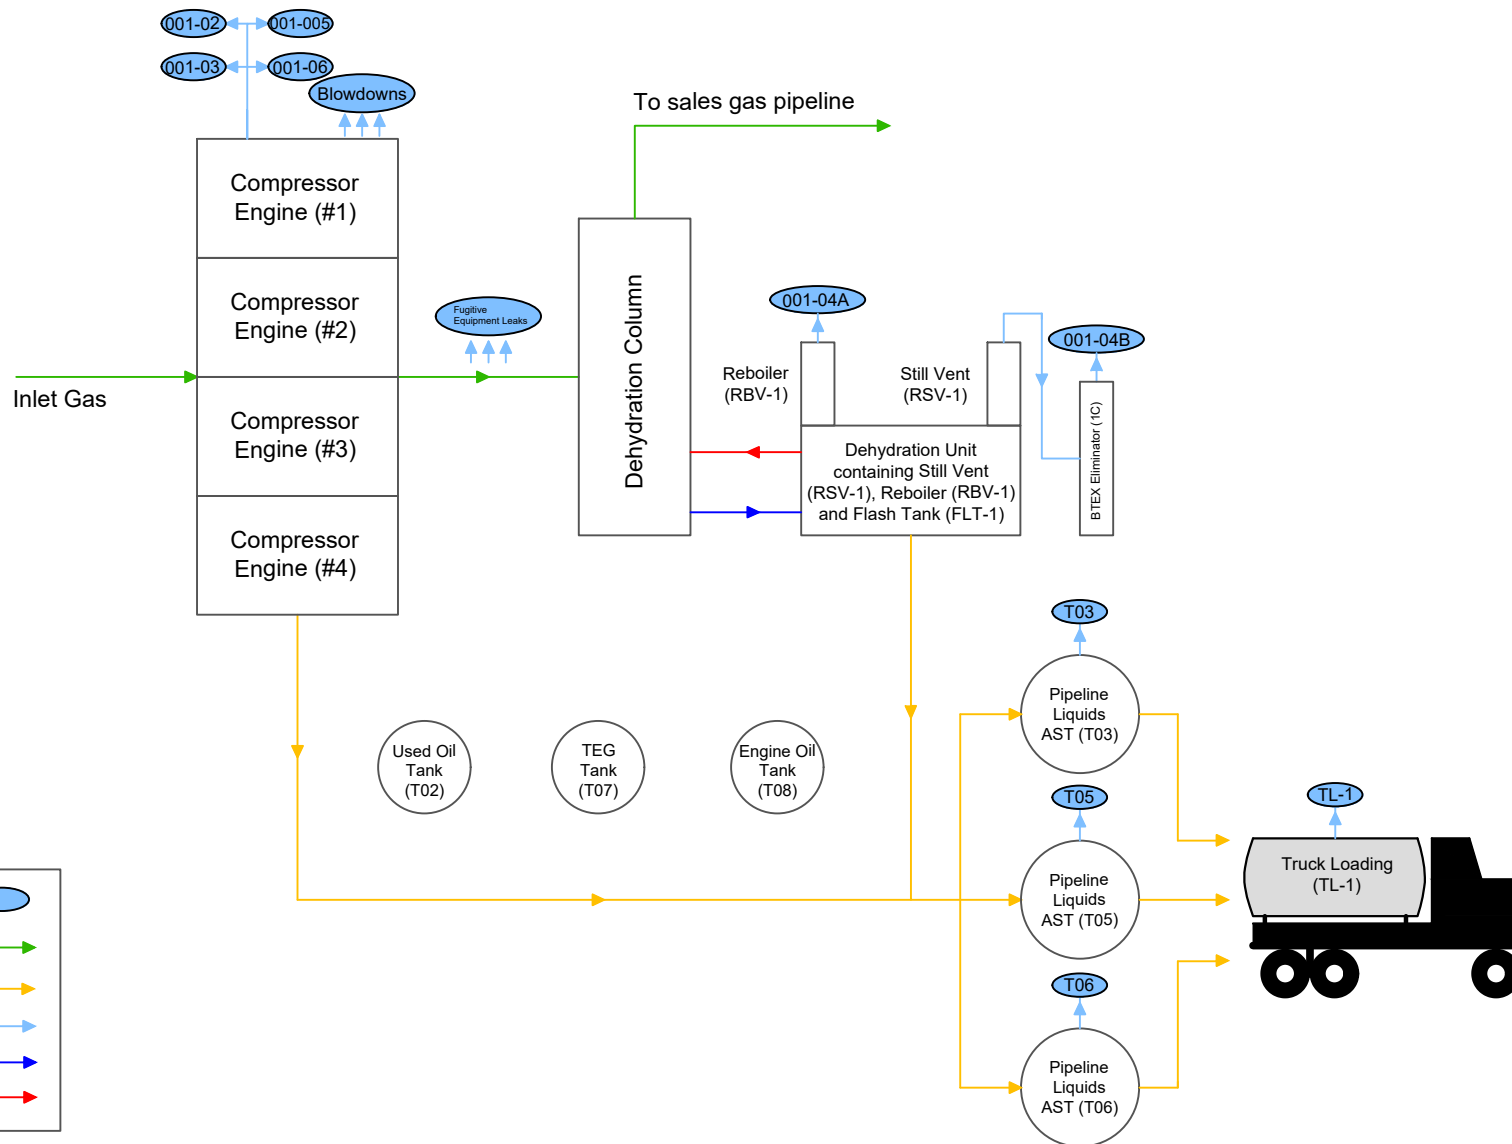 001-02
001-005
001-03
001-06
Blowdowns
To sales gas pipeline
Compressor
Engine (#1)
Compressor
Engine (#2)
Compressor
Engine (#3)
Compressor
Engine (#4)
Inlet Gas
Fugitive
Equipment Leaks
Dehydration Column
001-04A
001-04B
Reboiler
(RBV-1)
Still Vent
(RSV-1)
Dehydration Unit
containing Still Vent
(RSV-1), Reboiler (RBV-1)
and Flash Tank (FLT-1)
BTEX Eliminator (1C)
Used Oil
Tank
(T02)
TEG
Tank
(T07)
Engine Oil
Tank
(T08)
T03
Pipeline
Liquids
AST (T03)
T05
Pipeline
Liquids
AST (T05)
T06
Pipeline
Liquids
AST (T06)
TL-1
Truck Loading
(TL-1)